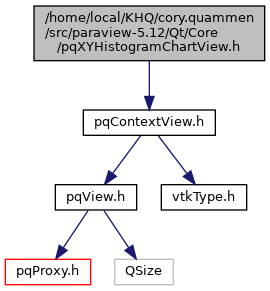 /home/local/KHQ/cory.quammen
/src/paraview-5.12/Qt/Core
/pqXYHistogramChartView.h
pqContextView.h
pqView.h
vtkType.h
pqProxy.h
QSize